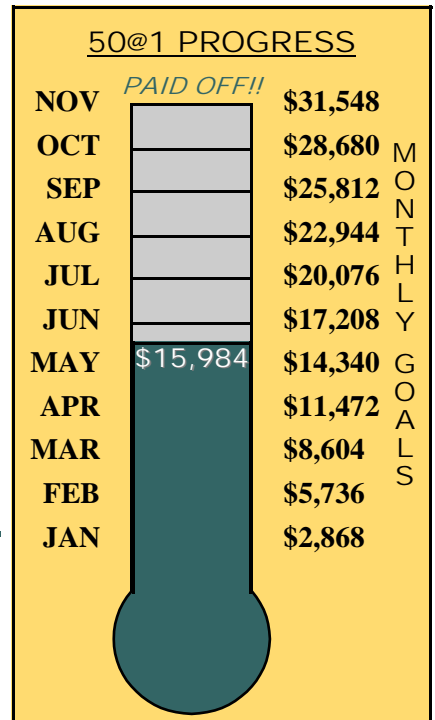 50@1 PROGRESS
PAID OFF!!
NOV $31,548
OCT $28,680
SEP $25,812
AUG $22,944
JUL $20,076
JUN $17,208
MAY $15,984 $14,340
APR $11,472
MAR $8,604
FEB $5,736
JAN $2,868
MONTHLY GOALS